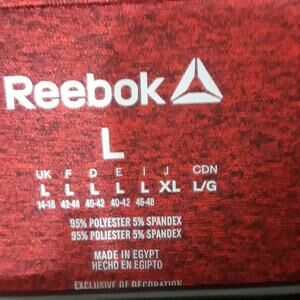 Reebok
L
UK F D E I J CDN
L L L L L XL L/G
14-16 42-44 40-42 40-42 46-48
95% POLYESTER 5% SPANDEX
95% POLIESTER 5% SPANDEX
MADE IN EGYPT
HECHO EN EGIPTO
EXCLUSIVE OF DECORATION